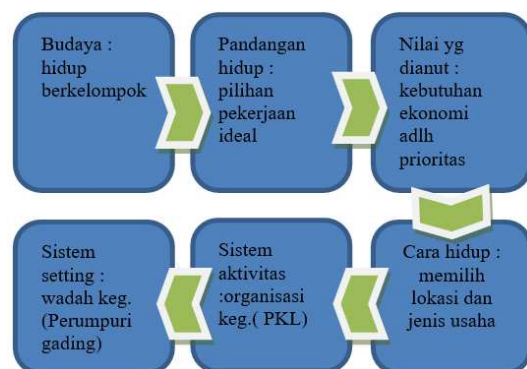 Budaya :
hidup
berkelompok
Pandangan
hidup :
pilihan
pekerjaan
ideal
Nilai yg
dianut :
kebutuhan
ekonomi
adlh
prioritas
Cara hidup :
memilih
lokasi dan
jenis usaha
Sistem
aktivitas
:organisasi
keg.( PKL)
Sistem
setting :
wadah keg.
(Perumpuri
gading)